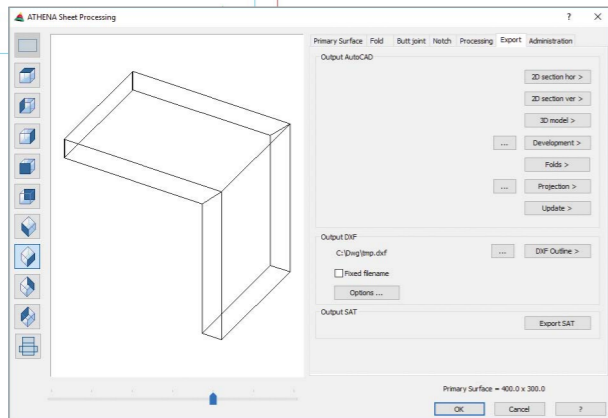 ATHENA Sheet Processing ? ×
Primary Surface Fold Butt joint Notch Processing Export Administration
Output AutoCAD
2D section hor >
2D section ver >
3D model >
... Development >
Folds >
... Projection >
Update >
Output DXF
C:\Dwg\tmp.dxf ... DXF Outline >
Fixed filename
Options ...
Output SAT
Export SAT
Primary Surface = 400.0 x 300.0
OK Cancel ?